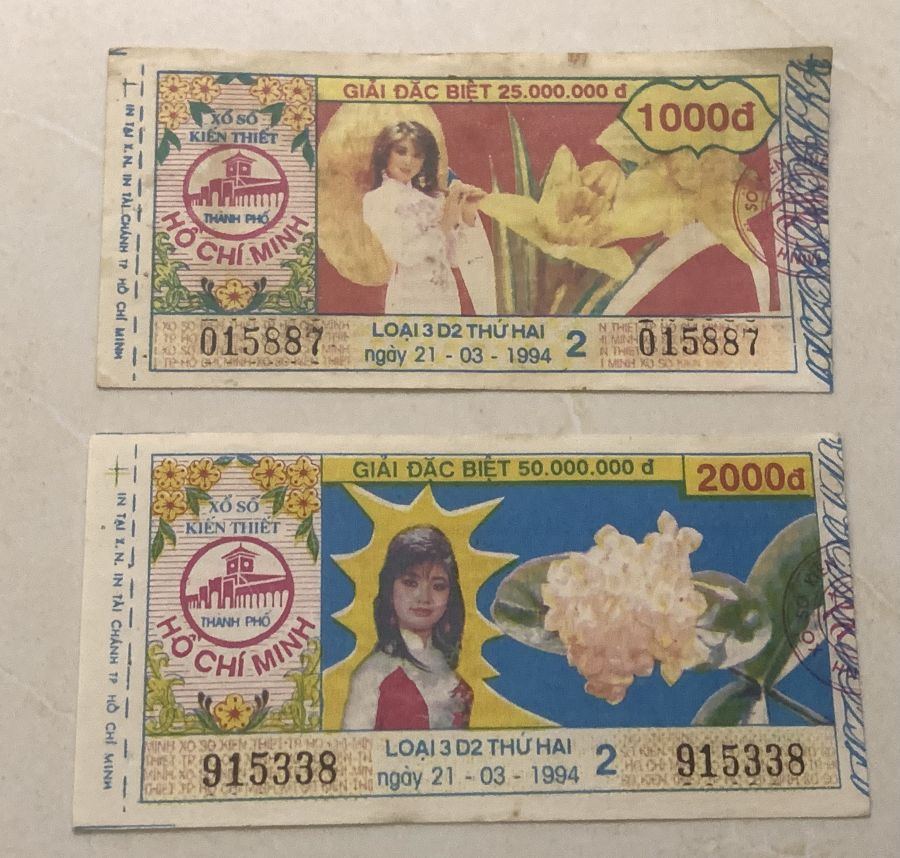 IN TẠI X.N. IN TÀI CHÁNH TP HỒ CHÍ MINH
XỔ SỐ
KIẾN THIẾT
THÀNH PHỐ
HỒ CHÍ MINH
GIẢI ĐẶC BIỆT 25.000.000 đ
1000đ
015887
LOẠI 3 D2 THỨ HAI
ngày 21 - 03 - 1994
2
015887
IN TẠI X.N. IN TÀI CHÁNH TP HỒ CHÍ MINH
XỔ SỐ
KIẾN THIẾT
THÀNH PHỐ
HỒ CHÍ MINH
GIẢI ĐẶC BIỆT 50.000.000 đ
2000đ
915338
LOẠI 3 D2 THỨ HAI
ngày 21 - 03 - 1994
2
915338